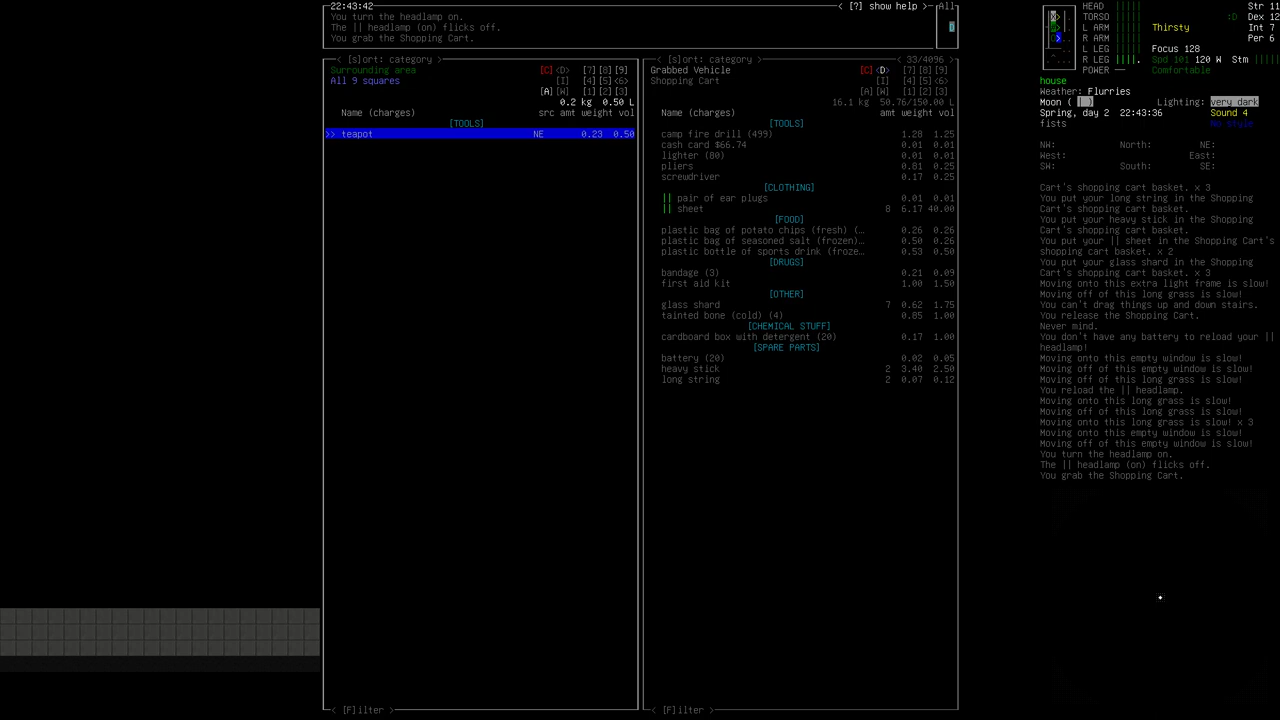 22:43:42 < [?] show help > All
You turn the headlamp on.
The || headlamp (on) flicks off.
You grab the Shopping Cart.
< [s]ort: category >
Surrounding area [C]<D> [7][8][9]
All 9 squares [I] [4][5]<6>
[A][W] [1][2][3]
0.2 kg 0.50 L
Name (charges) src amt weight vol
[TOOLS]
>> teapot NE 0.23 0.50
< [F]ilter >
< [s]ort: category > < 33/4096 >
Grabbed Vehicle [C]<D> [7][8][9]
Shopping Cart [I] [4][5]<6>
[A][W] [1][2][3]
16.1 kg 50.76/150.00 L
Name (charges) amt weight vol
[TOOLS]
camp fire drill (499) 1.28 1.25
cash card $66.74 0.01 0.01
lighter (80) 0.01 0.01
pliers 0.81 0.25
screwdriver 0.17 0.25
[CLOTHING]
|| pair of ear plugs 0.01 0.01
|| sheet 8 6.17 40.00
[FOOD]
plastic bag of potato chips (fresh) (… 0.26 0.26
plastic bag of seasoned salt (frozen)… 0.50 0.26
plastic bottle of sports drink (froze… 0.53 0.50
[DRUGS]
bandage (3) 0.21 0.09
first aid kit 1.00 1.50
[OTHER]
glass shard 7 0.62 1.75
tainted bone (cold) (4) 0.85 1.00
[CHEMICAL STUFF]
cardboard box with detergent (20) 0.17 1.00
[SPARE PARTS]
battery (20) 0.02 0.05
heavy stick 2 3.40 2.50
long string 2 0.07 0.12
< [F]ilter >
HEAD ||||| Str 11
TORSO ||||| :D Dex 12
L ARM ||||| Thirsty Int 7
R ARM ||||| Per 6
L LEG ||||| Focus 128
R LEG ||||. Spd 101 120 W Stm |||||
POWER — Comfortable
house
Weather: Flurries
Moon ( | ) Lighting: very dark
Spring, day 2 22:43:36 Sound 4
fists No style
NW: North: NE:
West: East:
SW: South: SE:
Cart's shopping cart basket. x 3
You put your long string in the Shopping
Cart's shopping cart basket.
You put your heavy stick in the Shopping
Cart's shopping cart basket.
You put your || sheet in the Shopping Cart's
shopping cart basket. x 2
You put your glass shard in the Shopping
Cart's shopping cart basket. x 3
Moving onto this extra light frame is slow!
Moving off of this long grass is slow!
You can't drag things up and down stairs.
You release the Shopping Cart.
Never mind.
You don't have any battery to reload your ||
headlamp!
Moving onto this empty window is slow!
Moving off of this empty window is slow!
Moving off of this long grass is slow!
You reload the || headlamp.
Moving onto this long grass is slow!
Moving off of this long grass is slow!
Moving onto this long grass is slow! x 3
Moving onto this empty window is slow!
Moving off of this empty window is slow!
You turn the headlamp on.
The || headlamp (on) flicks off.
You grab the Shopping Cart.